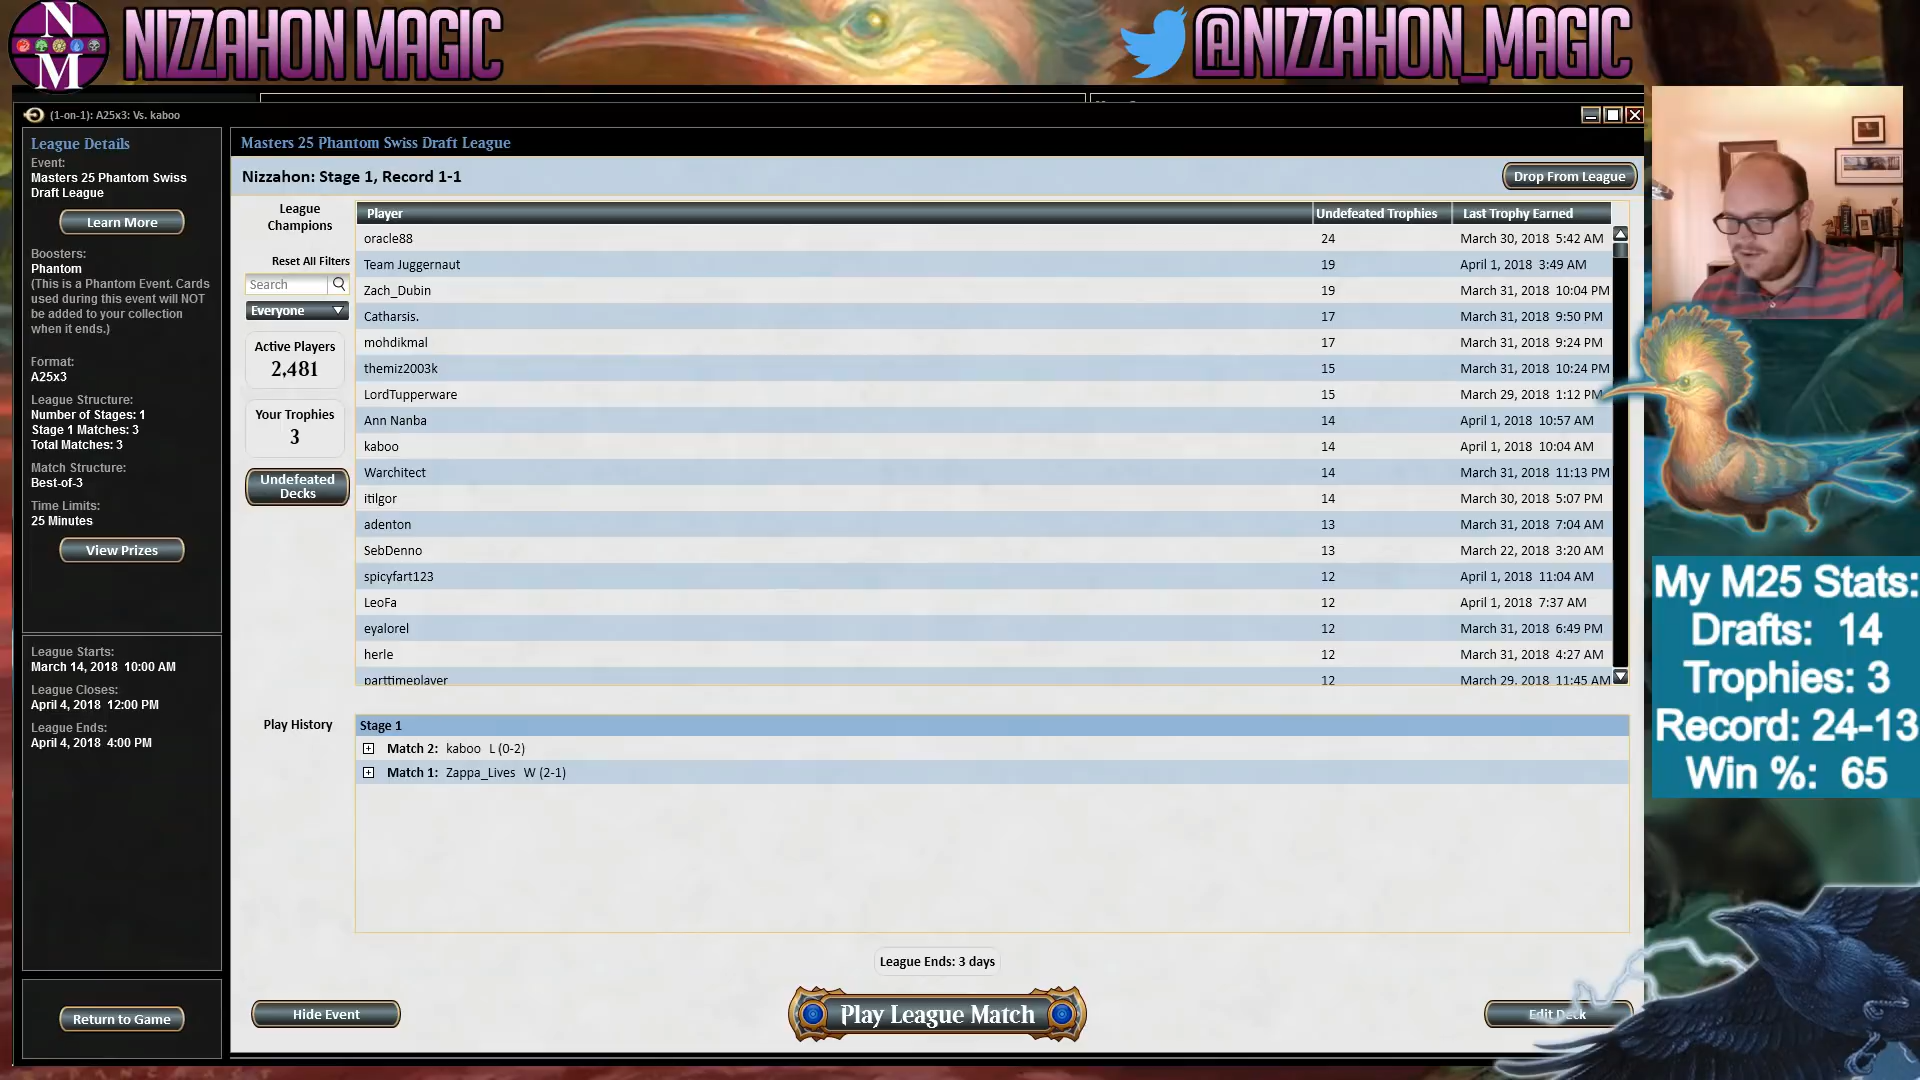 NIZZAHON MAGIC
@NIZZAHON_MAGIC
N
M
(1-on-1): A25x3: Vs. kaboo
League Details
Event:
Masters 25 Phantom Swiss
Draft League
Learn More
Boosters:
Phantom
(This is a Phantom Event. Cards
used during this event will NOT
be added to your collection
when it ends.)
Format:
A25x3
League Structure:
Number of Stages: 1
Stage 1 Matches: 3
Total Matches: 3
Match Structure:
Best-of-3
Time Limits:
25 Minutes
View Prizes
League Starts:
March 14, 2018 10:00 AM
League Closes:
April 4, 2018 12:00 PM
League Ends:
April 4, 2018 4:00 PM
Return to Game
Masters 25 Phantom Swiss Draft League
Nizzahon: Stage 1, Record 1-1
Drop From League
League
Champions
Reset All Filters
Search
Everyone
Active Players
2,481
Your Trophies
3
Undefeated
Decks
Player Undefeated Trophies Last Trophy Earned
oracle88 24 March 30, 2018 5:42 AM
Team Juggernaut 19 April 1, 2018 3:49 AM
Zach_Dubin 19 March 31, 2018 10:04 PM
Catharsis. 17 March 31, 2018 9:50 PM
mohdikmal 17 March 31, 2018 9:24 PM
themiz2003k 15 March 31, 2018 10:24 PM
LordTupperware 15 March 29, 2018 1:12 PM
Ann Nanba 14 April 1, 2018 10:57 AM
kaboo 14 April 1, 2018 10:04 AM
Warchitect 14 March 31, 2018 11:13 PM
itilgor 14 March 30, 2018 5:07 PM
adenton 13 March 31, 2018 7:04 AM
SebDenno 13 March 22, 2018 3:20 AM
spicyfart123 12 April 1, 2018 11:04 AM
LeoFa 12 April 1, 2018 7:37 AM
eyalorel 12 March 31, 2018 6:49 PM
herle 12 March 31, 2018 4:27 AM
parttimeplayer 12 March 29, 2018 11:45 AM
Play History
Stage 1
Match 2: kaboo L (0-2)
Match 1: Zappa_Lives W (2-1)
League Ends: 3 days
Hide Event
Play League Match
Edit Deck
My M25 Stats:
Drafts: 14
Trophies: 3
Record: 24-13
Win %: 65